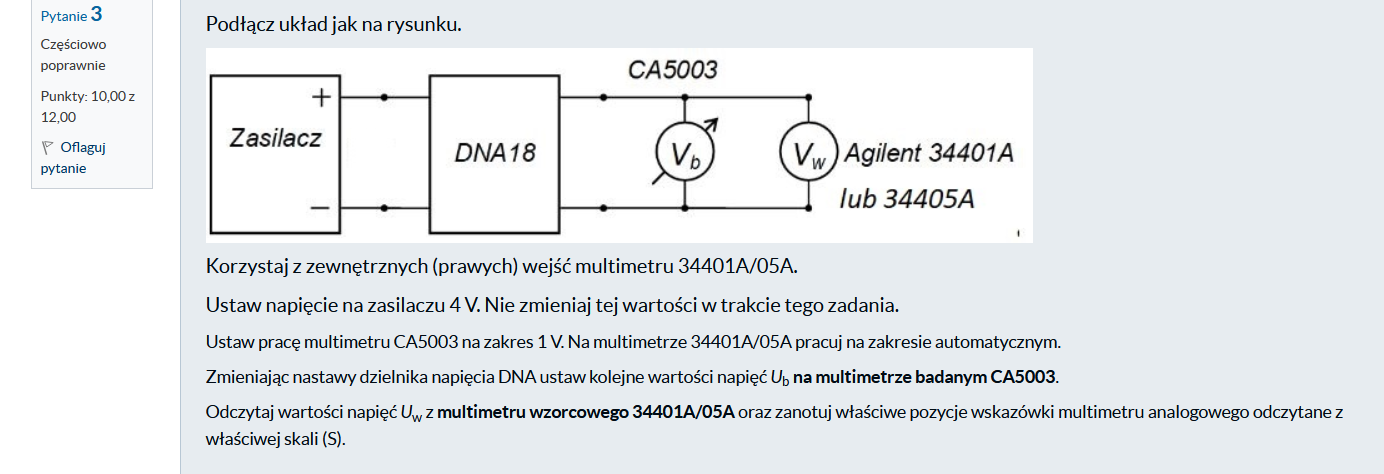 Pytanie 3
Częściowo
poprawnie
Punkty: 10,00 z
12,00
Oflaguj
pytanie
Podłącz układ jak na rysunku.
CA5003
+
Zasilacz
DNA18
Vb
Vw
Agilent 34401A
lub 34405A
—
Korzystaj z zewnętrznych (prawych) wejść multimetru 34401A/05A.
Ustaw napięcie na zasilaczu 4 V. Nie zmieniaj tej wartości w trakcie tego zadania.
Ustaw pracę multimetru CA5003 na zakres 1 V. Na multimetrze 34401A/05A pracuj na zakresie automatycznym.
Zmieniając nastawy dzielnika napięcia DNA ustaw kolejne wartości napięć Ub na multimetrze badanym CA5003.
Odczytaj wartości napięć Uw z multimetru wzorcowego 34401A/05A oraz zanotuj właściwe pozycje wskazówki multimetru analogowego odczytane z
właściwej skali (S).